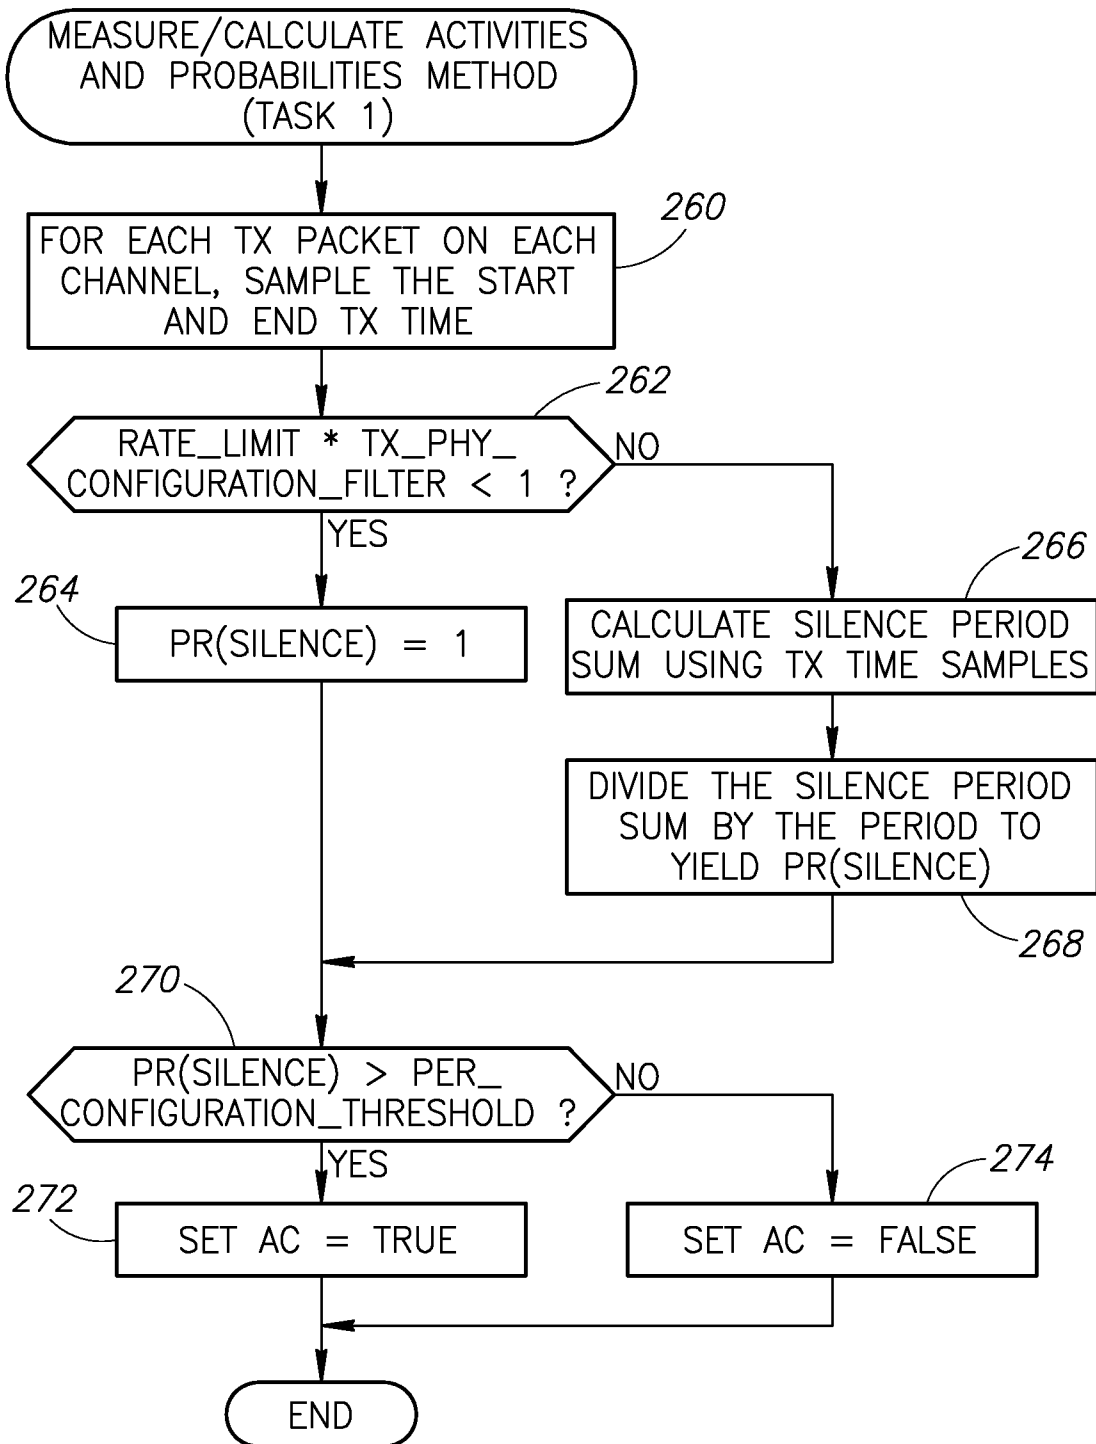 MEASURE/CALCULATE ACTIVITIES
AND PROBABILITIES METHOD
(TASK 1)
260
FOR EACH TX PACKET ON EACH
CHANNEL, SAMPLE THE START
AND END TX TIME
262
RATE_LIMIT * TX_PHY_
CONFIGURATION_FILTER < 1 ?
NO
YES
264
PR(SILENCE) = 1
266
CALCULATE SILENCE PERIOD
SUM USING TX TIME SAMPLES
DIVIDE THE SILENCE PERIOD
SUM BY THE PERIOD TO
YIELD PR(SILENCE)
268
270
PR(SILENCE) > PER_
CONFIGURATION_THRESHOLD ?
NO
YES
272
SET AC = TRUE
274
SET AC = FALSE
END